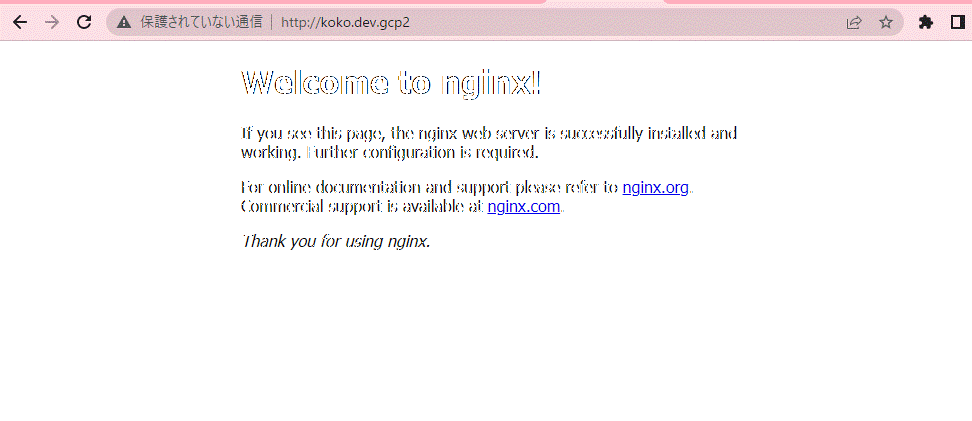 保護されていない通信 | http://koko.dev.gcp2
Welcome to nginx!
If you see this page, the nginx web server is successfully installed and
working. Further configuration is required.
For online documentation and support please refer to nginx.org.
Commercial support is available at nginx.com.
Thank you for using nginx.